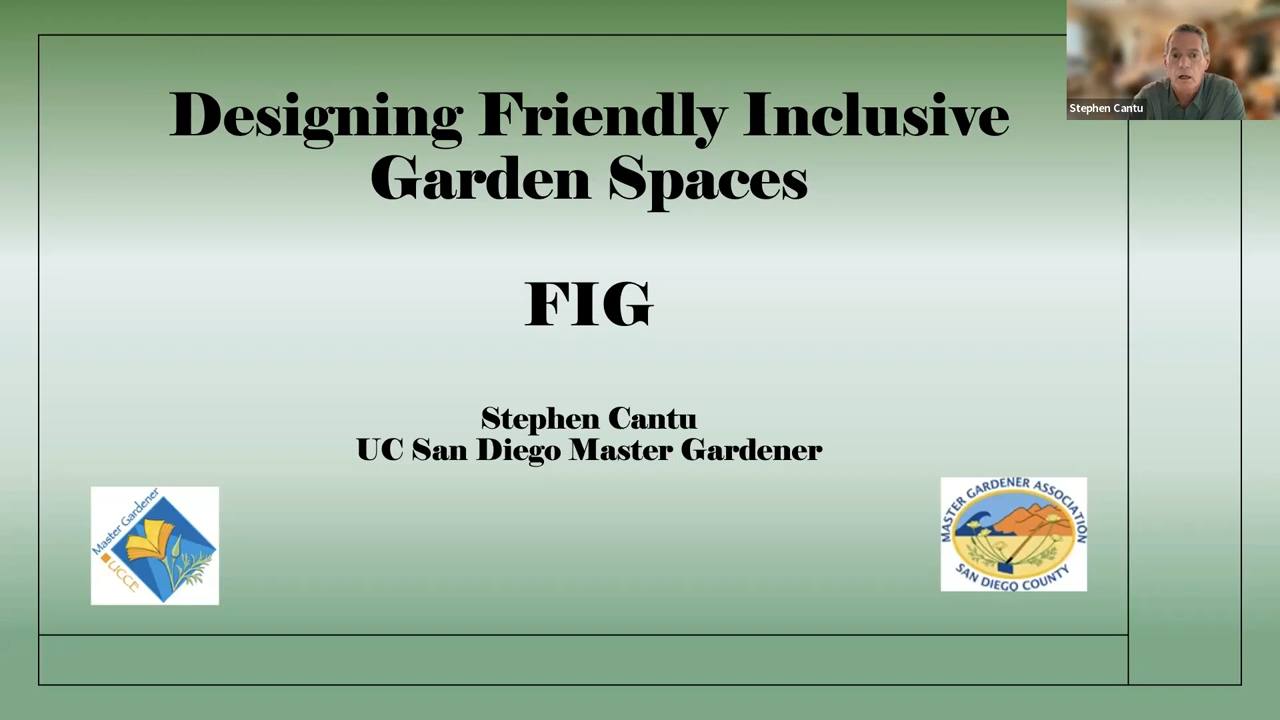 Designing Friendly Inclusive
Garden Spaces
FIG
Stephen Cantu
UC San Diego Master Gardener
Stephen Cantu
Master Gardener
UCCE
MASTER GARDENER ASSOCIATION
SAN DIEGO COUNTY